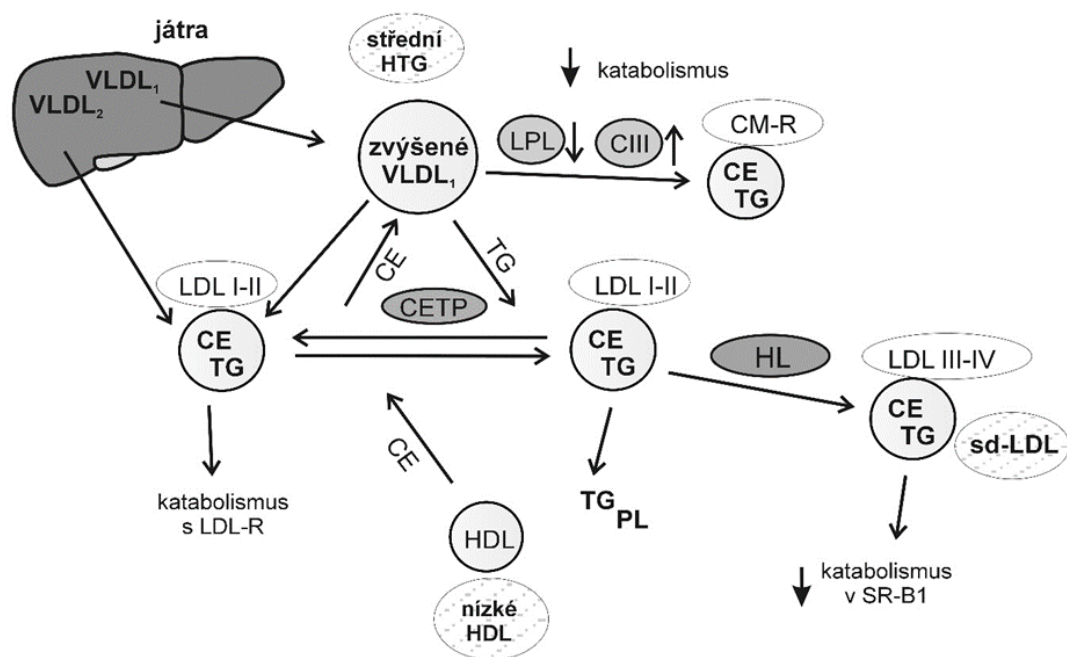 játra
VLDL₁
VLDL₂
střední
HTG
katabolismus
zvýšené
VLDL₁
LPL
CIII
CM-R
CE
TG
CE
TG
LDL I-II
CE
TG
CETP
LDL I-II
CE
TG
HL
LDL III-IV
CE
TG
sd-LDL
katabolismus
s LDL-R
CE
HDL
nízké
HDL
TG
PL
katabolismus
v SR-B1